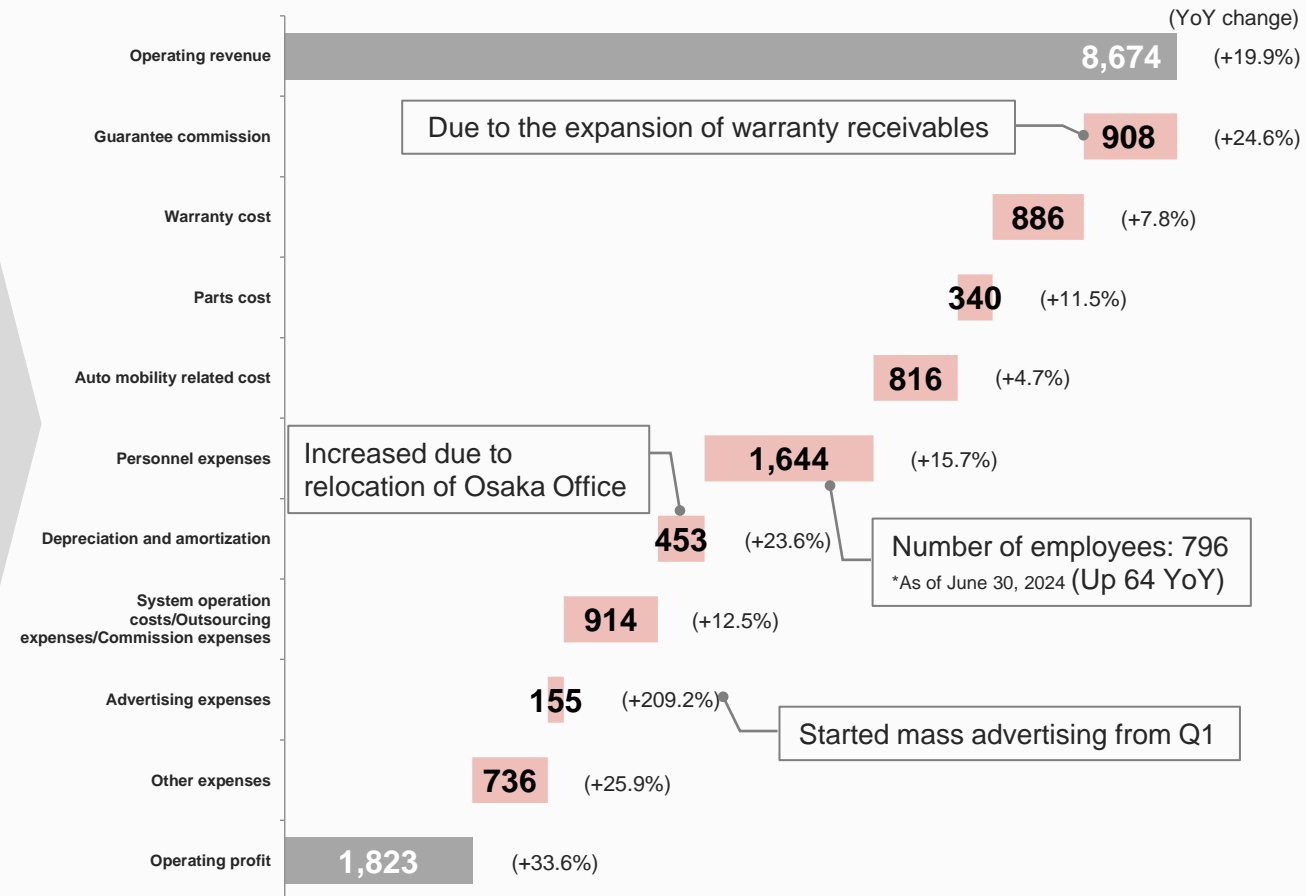 (YoY change)
Operating revenue 8,674 (+19.9%)
Due to the expansion of warranty receivables
Guarantee commission 908 (+24.6%)
Warranty cost 886 (+7.8%)
Parts cost 340 (+11.5%)
Auto mobility related cost 816 (+4.7%)
Personnel expenses 1,644 (+15.7%)
Increased due to
relocation of Osaka Office
Depreciation and amortization 453 (+23.6%)
Number of employees: 796
*As of June 30, 2024 (Up 64 YoY)
System operation
costs/Outsourcing
expenses/Commission expenses
914 (+12.5%)
Advertising expenses 155 (+209.2%)
Started mass advertising from Q1
Other expenses 736 (+25.9%)
Operating profit 1,823 (+33.6%)